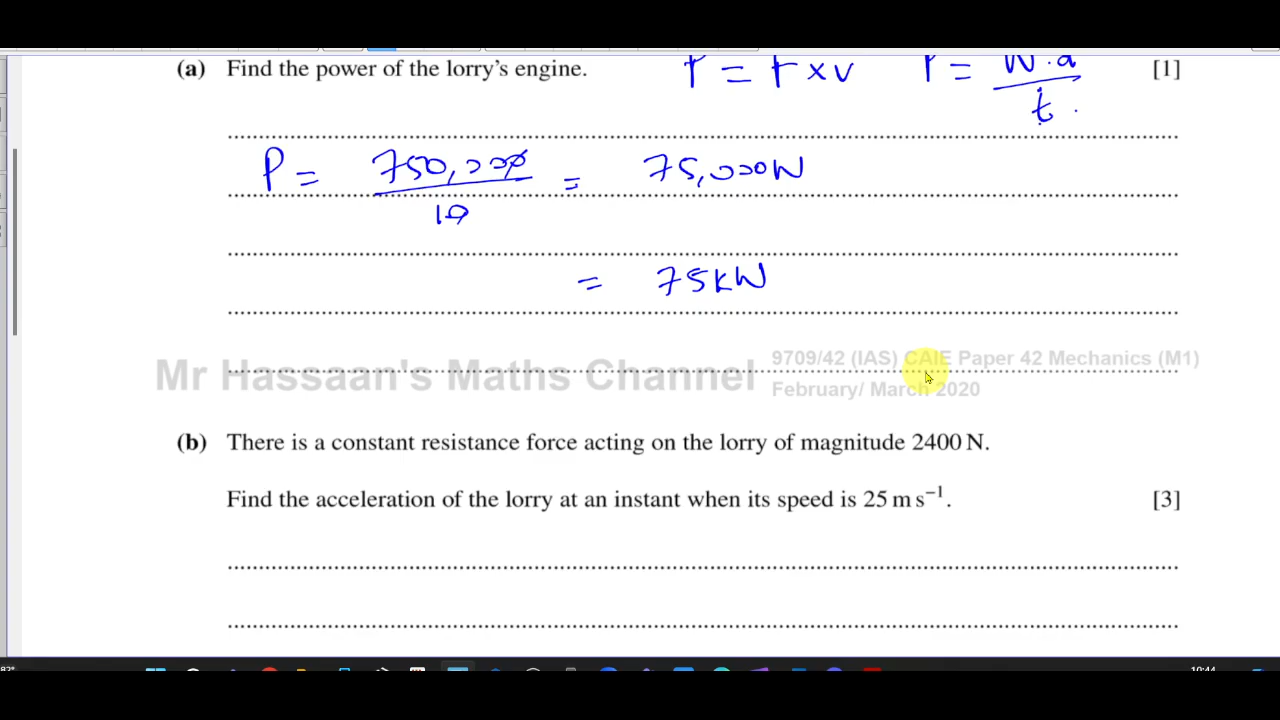 (a) Find the power of the lorry's engine. P = F x v P = W.d / t. [1]
P = 750,000 / 10 = 75,000W
= 75kW
Mr Hassaan's Maths Channel
9709/42 (IAS) CAIE Paper 42 Mechanics (M1)
February/ March 2020
(b) There is a constant resistance force acting on the lorry of magnitude 2400 N.
Find the acceleration of the lorry at an instant when its speed is 25 m s⁻¹. [3]
82°
10:44